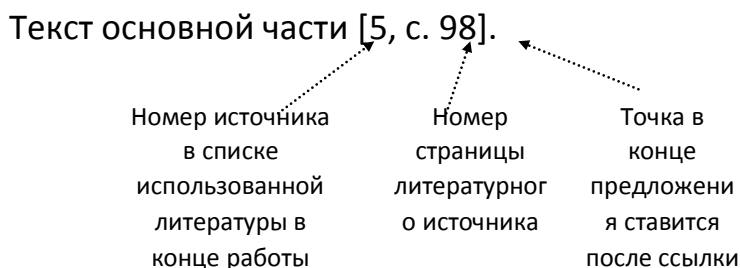 Текст основной части [5, с. 98].
Номер источника
в списке
использованной
литературы в
конце работы
Номер
страницы
литературног
о источника
Точка в
конце
предложени
я ставится
после ссылки